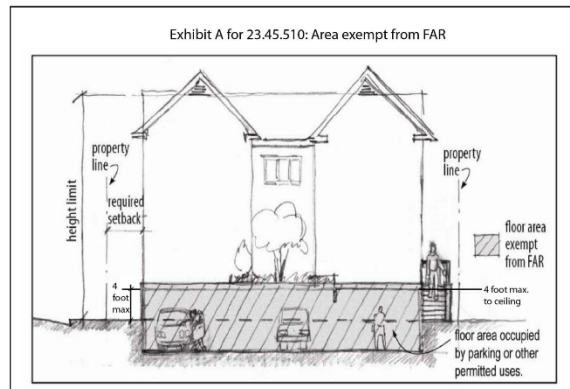 Exhibit A for 23.45.510: Area exempt from FAR
property
line
required
setback
height limit
property
line
floor area
exempt
from FAR
4
foot
max
4 foot max.
to ceiling
floor area occupied
by parking or other
permitted uses.